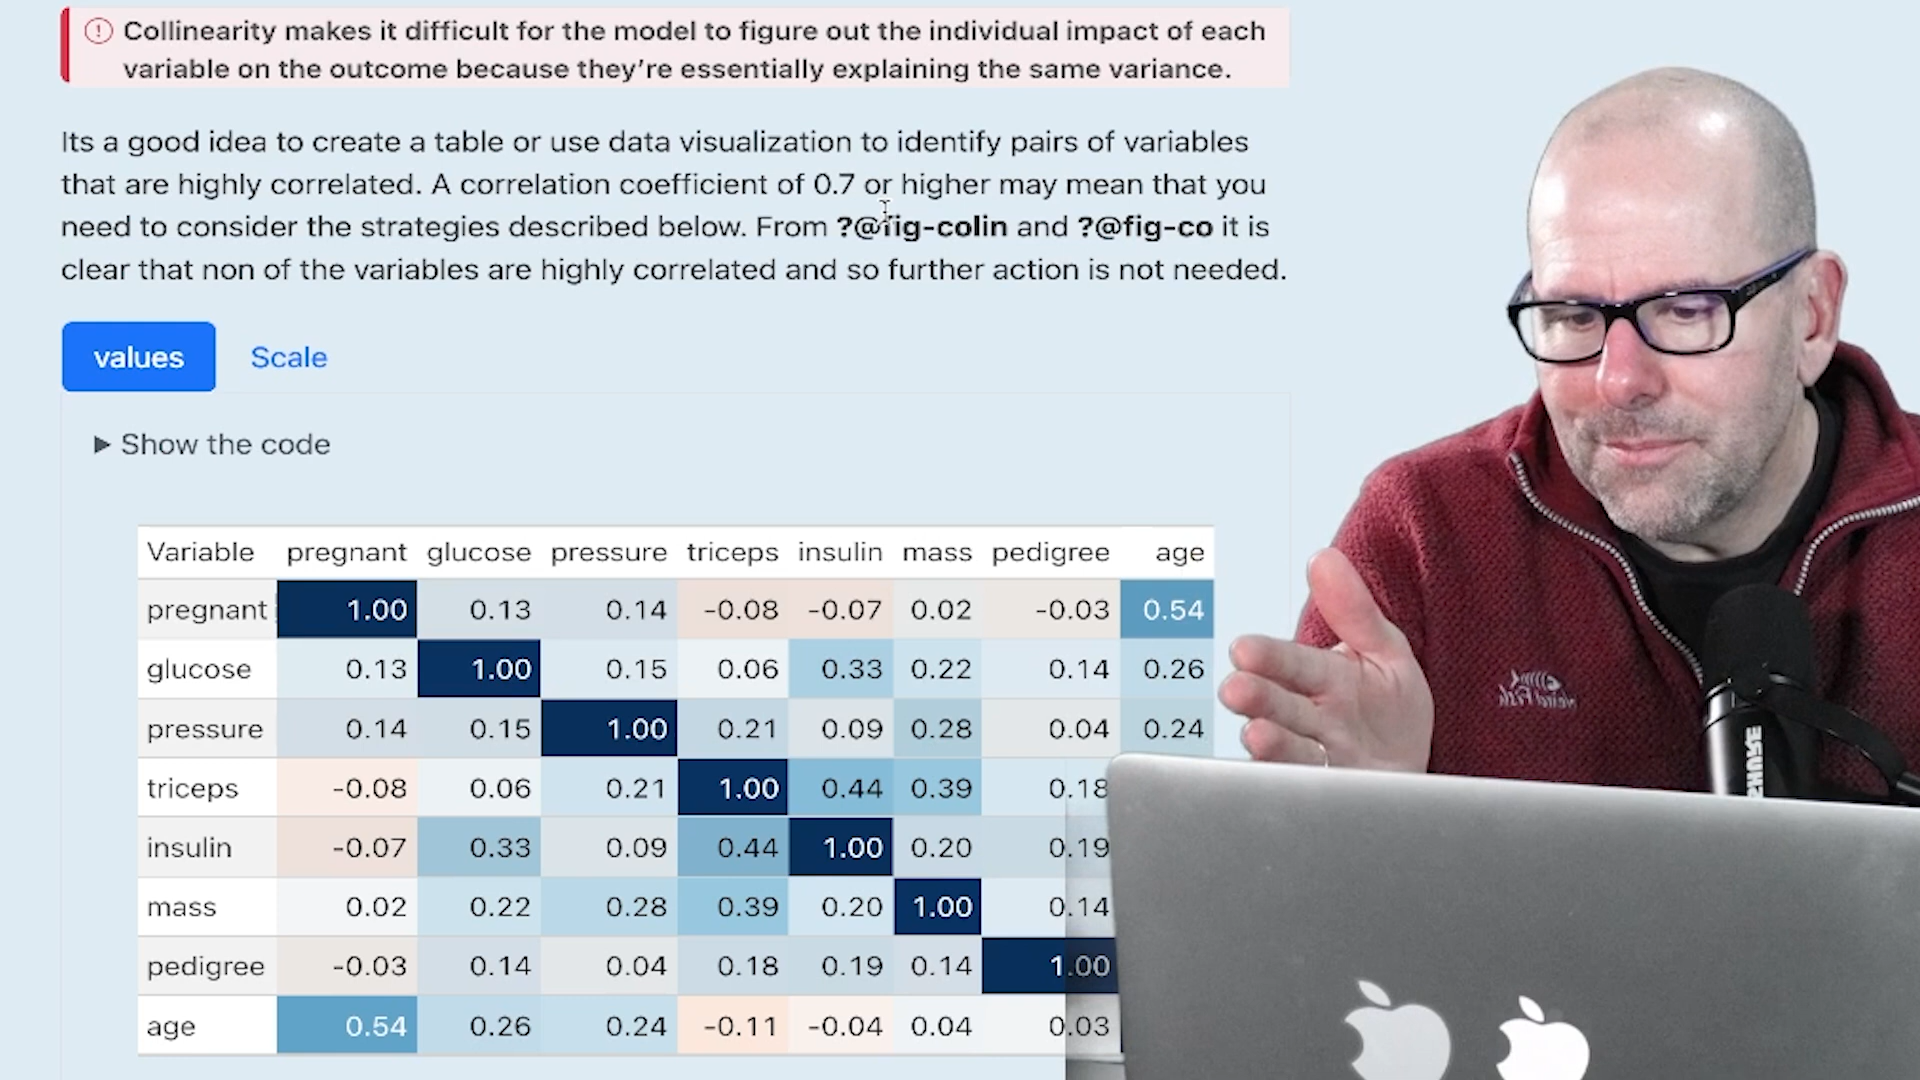 Collinearity makes it difficult for the model to figure out the individual impact of each
variable on the outcome because they're essentially explaining the same variance.
Its a good idea to create a table or use data visualization to identify pairs of variables
that are highly correlated. A correlation coefficient of 0.7 or higher may mean that you
need to consider the strategies described below. From ?@fig-colin and ?@fig-co it is
clear that non of the variables are highly correlated and so further action is not needed.
values Scale
Show the code
Variable pregnant glucose pressure triceps insulin mass pedigree age
pregnant 1.00 0.13 0.14 -0.08 -0.07 0.02 -0.03 0.54
glucose 0.13 1.00 0.15 0.06 0.33 0.22 0.14 0.26
pressure 0.14 0.15 1.00 0.21 0.09 0.28 0.04 0.24
triceps -0.08 0.06 0.21 1.00 0.44 0.39 0.18
insulin -0.07 0.33 0.09 0.44 1.00 0.20 0.19
mass 0.02 0.22 0.28 0.39 0.20 1.00 0.14
pedigree -0.03 0.14 0.04 0.18 0.19 0.14 1.00
age 0.54 0.26 0.24 -0.11 -0.04 0.04 0.03